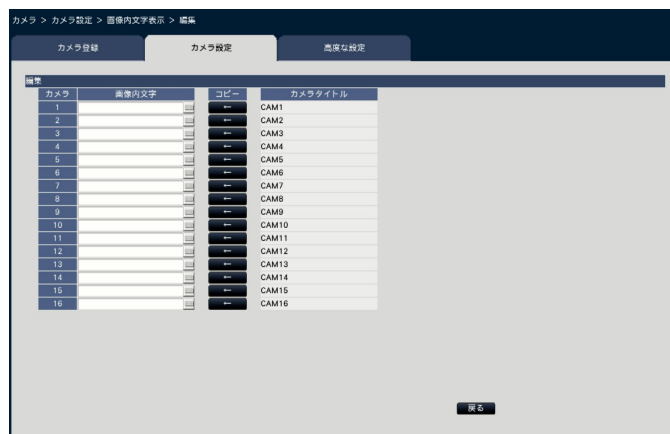 カメラ > カメラ設定 > 画像内文字表示 > 編集
カメラ登録 カメラ設定 高度な設定
編集
カメラ 画像内文字 コピー カメラタイトル
1 ← CAM1
2 ← CAM2
3 ← CAM3
4 ← CAM4
5 ← CAM5
6 ← CAM6
7 ← CAM7
8 ← CAM8
9 ← CAM9
10 ← CAM10
11 ← CAM11
12 ← CAM12
13 ← CAM13
14 ← CAM14
15 ← CAM15
16 ← CAM16
戻る